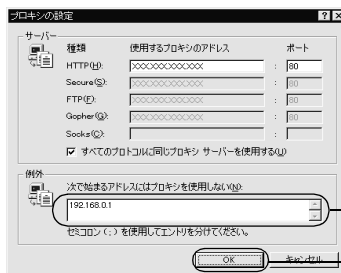 プロキシの設定
サーバー
種類 使用するプロキシのアドレス ポート
HTTP(H): XXXXXXXXXXXX : 80
Secure(S): XXXXXXXXXXXX : 80
FTP(F): XXXXXXXXXXXX : 80
Gopher(G): XXXXXXXXXXXX : 80
Socks(C): :
すべてのプロトコルに同じプロキシ サーバーを使用する(U)
例外
次で始まるアドレスにはプロキシを使用しない(N):
192.168.0.1
セミコロン ( ; ) を使用してエントリを分けてください。
OK キャンセル